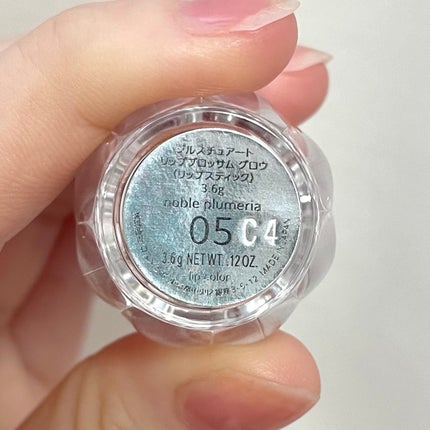 ジルスチュアート
リップブロッサム グロウ
(リップスティック)
3.6g
noble plumeria
05 C4
3.6g NET WT. .12OZ.
lip color
MADE IN JAPAN